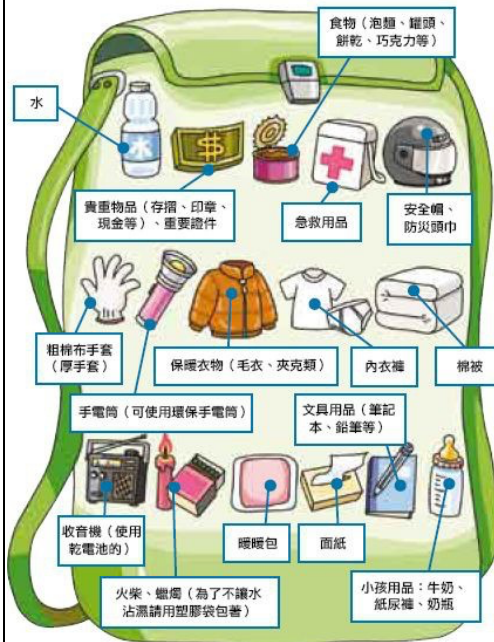 食物（泡麵、罐頭、
餅乾、巧克力等）
水
水
貴重物品（存摺、印章、
現金等）、重要證件
急救用品
安全帽、
防災頭巾
粗棉布手套
（厚手套）
保暖衣物（毛衣、夾克類）
內衣褲
棉被
手電筒（可使用環保手電筒）
文具用品（筆記
本、鉛筆等）
收音機（使用
乾電池的）
暖暖包
面紙
火柴、蠟燭（為了不讓水
沾濕請用塑膠袋包著）
小孩用品：牛奶、
紙尿褲、奶瓶